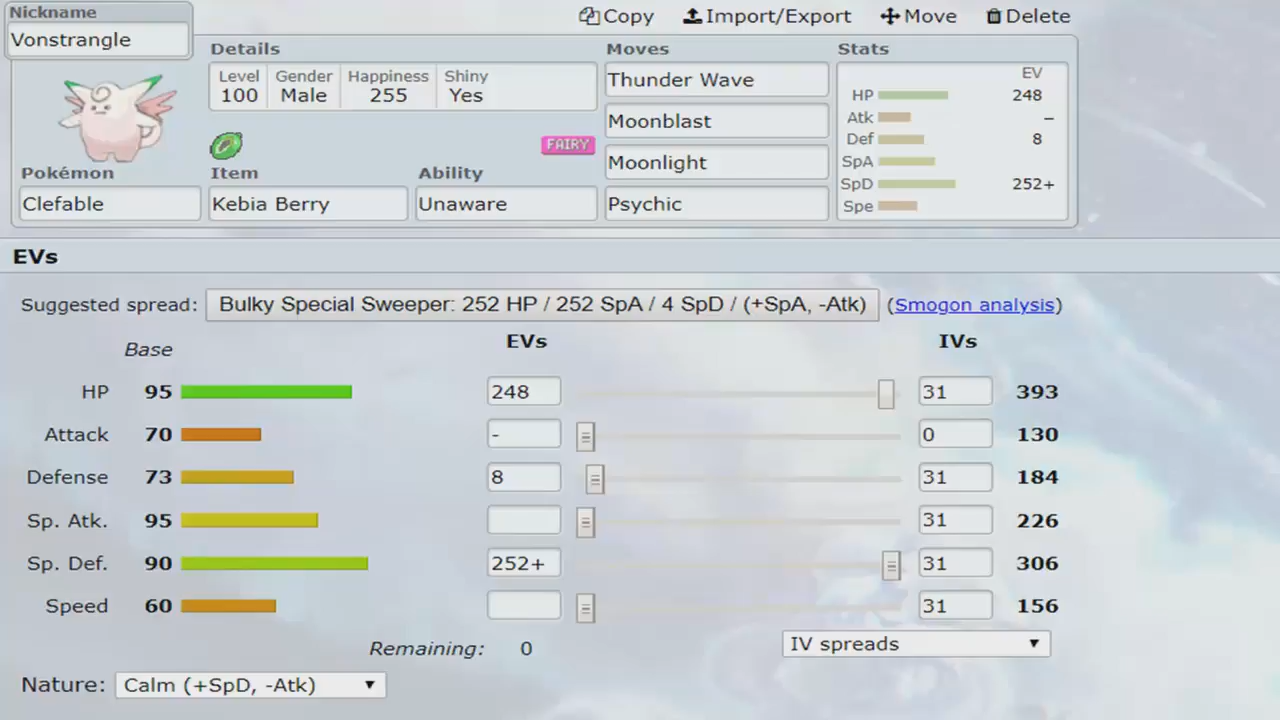 Nickname
Vonstrangle
Copy Import/Export Move Delete
Details
Level Gender Happiness Shiny
100 Male 255 Yes
FAIRY
Pokémon Item Ability
Clefable Kebia Berry Unaware
Moves
Thunder Wave
Moonblast
Moonlight
Psychic
Stats
EV
HP 248
Atk –
Def 8
SpA
SpD 252+
Spe
EVs
Suggested spread: Bulky Special Sweeper: 252 HP / 252 SpA / 4 SpD / (+SpA, -Atk) (Smogon analysis)
Base EVs IVs
HP 95 248 31 393
Attack 70 - 0 130
Defense 73 8 31 184
Sp. Atk. 95 31 226
Sp. Def. 90 252+ 31 306
Speed 60 31 156
Remaining: 0 IV spreads
Nature: Calm (+SpD, -Atk)